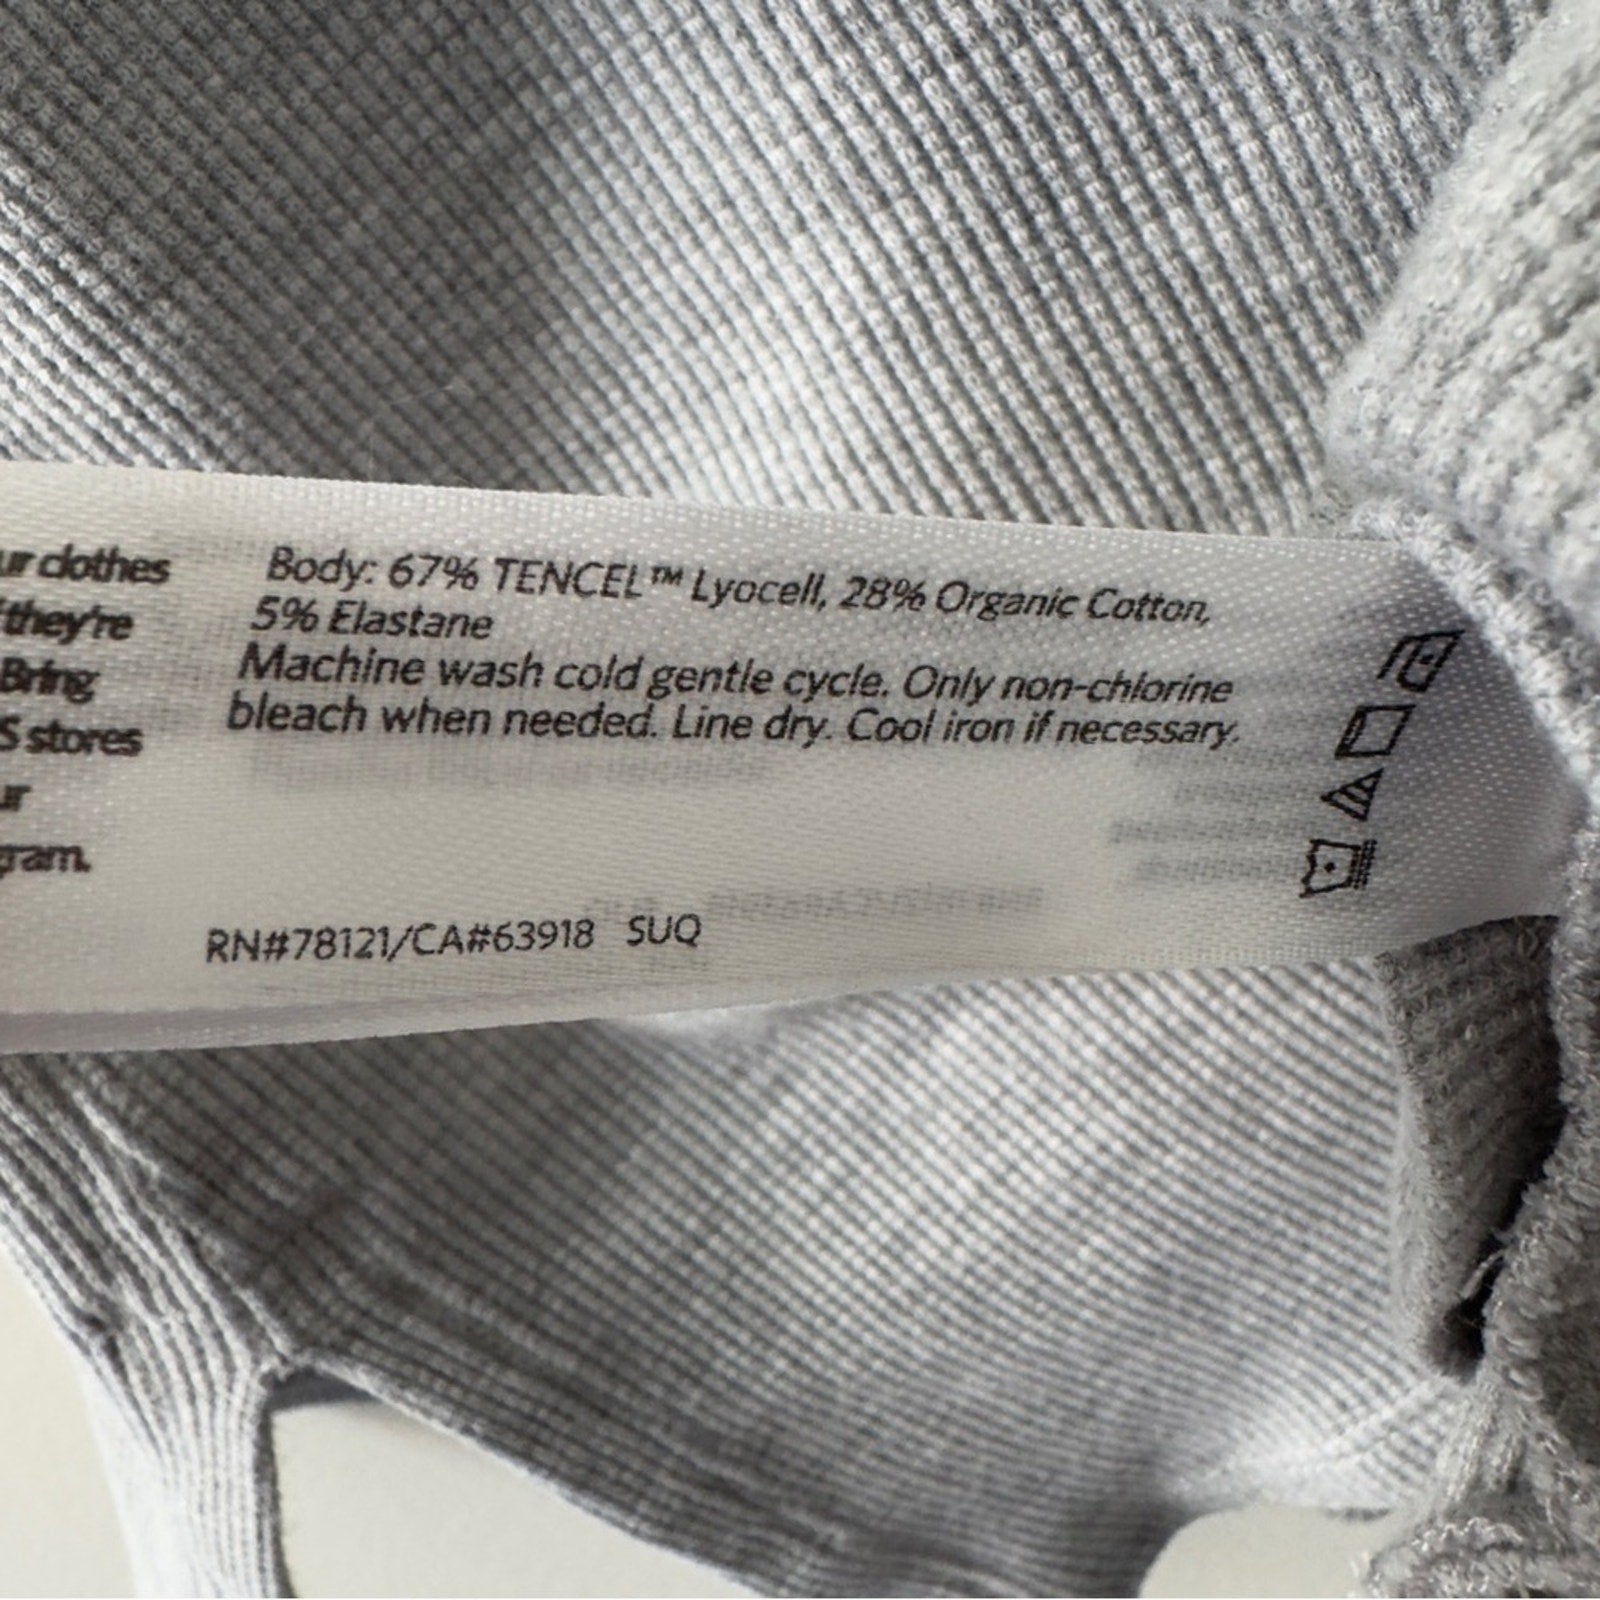 ur clothes
they're
Bring
S stores
ur
gram.
Body: 67% TENCEL™ Lyocell, 28% Organic Cotton,
5% Elastane
Machine wash cold gentle cycle. Only non-chlorine
bleach when needed. Line dry. Cool iron if necessary.
RN#78121/CA#63918 SUQ